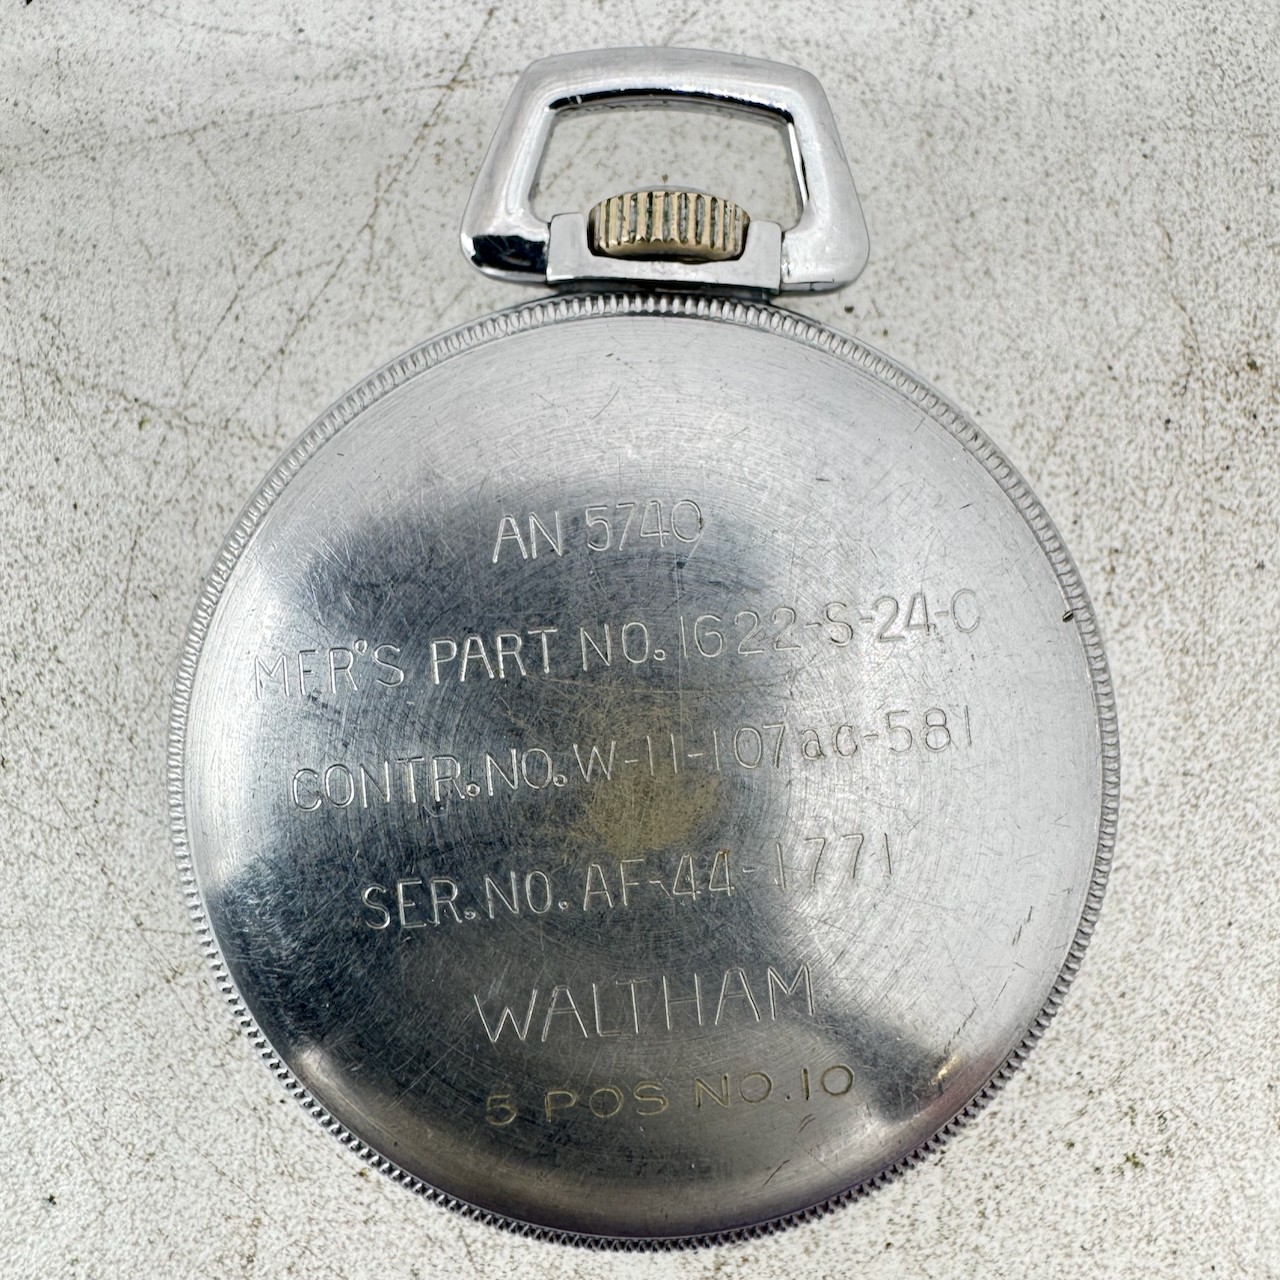 AN 5740
MFR'S PART NO. 1622-S-24-C
CONTR. NO. W-11-107ac-581
SER. NO. AF-44-1771
WALTHAM
5 POS NO. 10